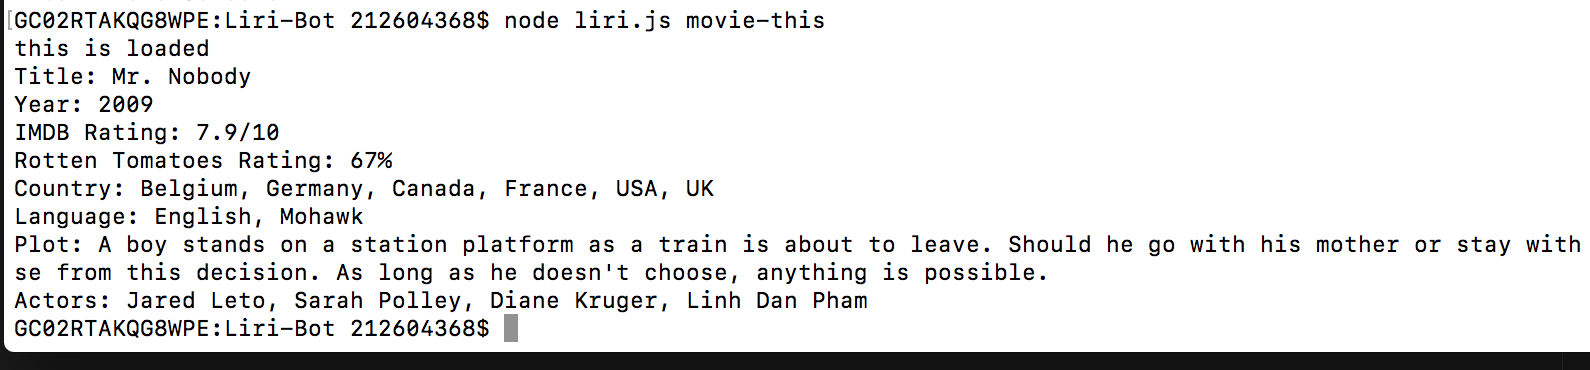 [GC02RTAKQG8WPE:Liri-Bot 212604368$ node liri.js movie-this
this is loaded
Title: Mr. Nobody
Year: 2009
IMDB Rating: 7.9/10
Rotten Tomatoes Rating: 67%
Country: Belgium, Germany, Canada, France, USA, UK
Language: English, Mohawk
Plot: A boy stands on a station platform as a train is about to leave. Should he go with his mother or stay with
se from this decision. As long as he doesn't choose, anything is possible.
Actors: Jared Leto, Sarah Polley, Diane Kruger, Linh Dan Pham
GC02RTAKQG8WPE:Liri-Bot 212604368$